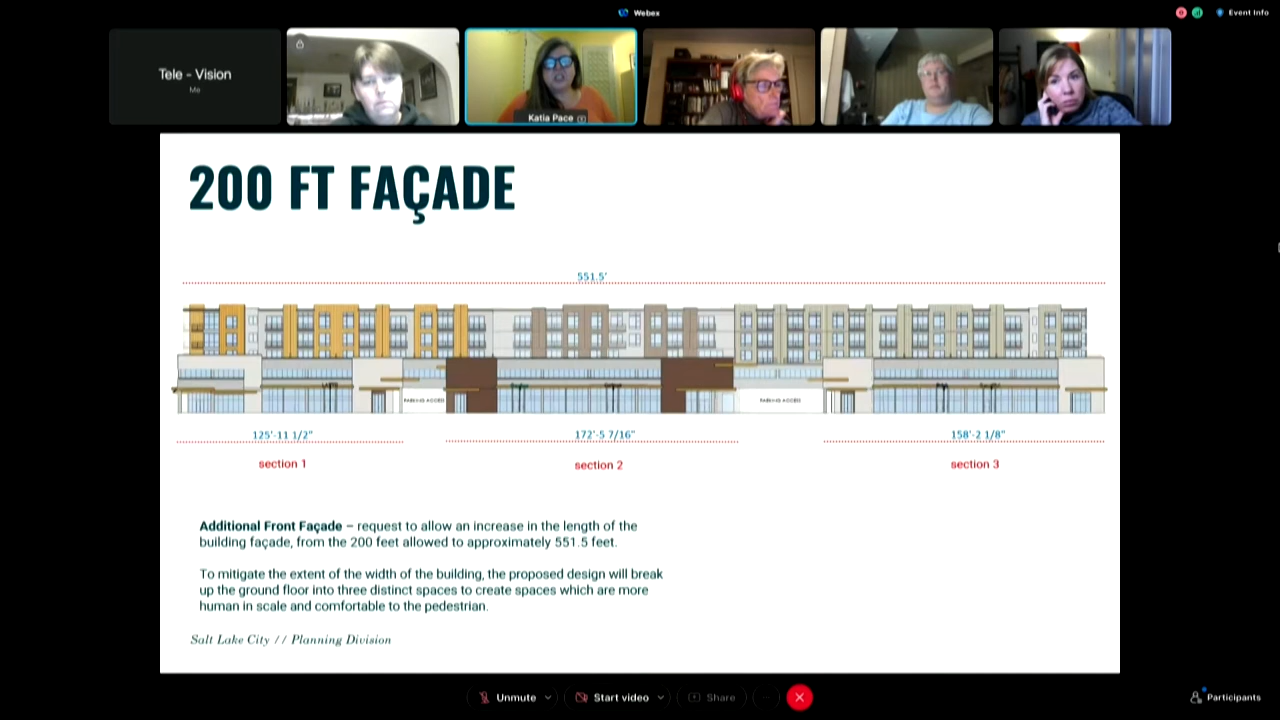 Webex
Event Info
Tele - Vision
Me
Katia Pace
200 FT FAÇADE
551.5'
PARKING ACCESS
PARKING ACCESS
125'-11 1/2"
172'-5 7/16"
158'-2 1/8"
section 1
section 2
section 3
Additional Front Façade – request to allow an increase in the length of the
building façade, from the 200 feet allowed to approximately 551.5 feet.
To mitigate the extent of the width of the building, the proposed design will break
up the ground floor into three distinct spaces to create spaces which are more
human in scale and comfortable to the pedestrian.
Salt Lake City // Planning Division
Unmute
Start video
Share
Participants